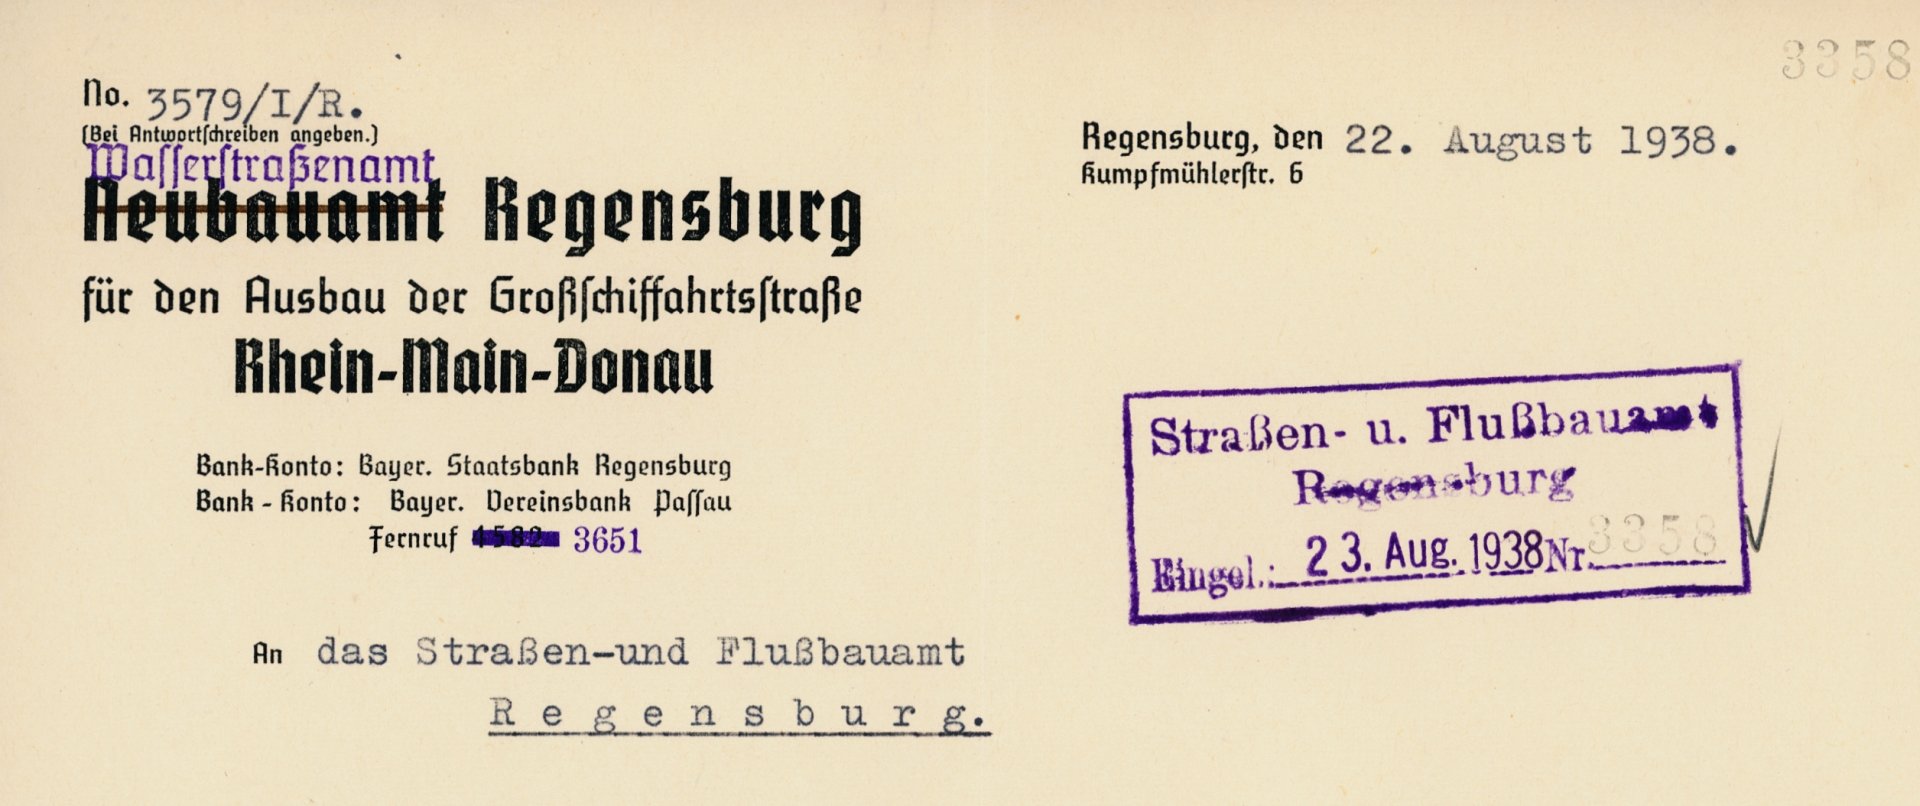 3358
No. 3579/I/R.
(Bei Antwortſchreiben angeben.)
Waſſerſtraßenamt
Neubauamt Regensburg
für den Ausbau der Großſchiffahrtsſtraße
Rhein-Main-Donau
Bank-Konto: Bayer. Staatsbank Regensburg
Bank-Konto: Bayer. Vereinsbank Paſſau
Fernruf 1582 3651
Regensburg, den 22. August 1938.
Kumpfmühlerſtr. 6
Straßen- u. Flußbauamt
Regensburg
Eingel.: 23. Aug. 1938 Nr. 3358
An das Straßen-und Flußbauamt
Regensburg.